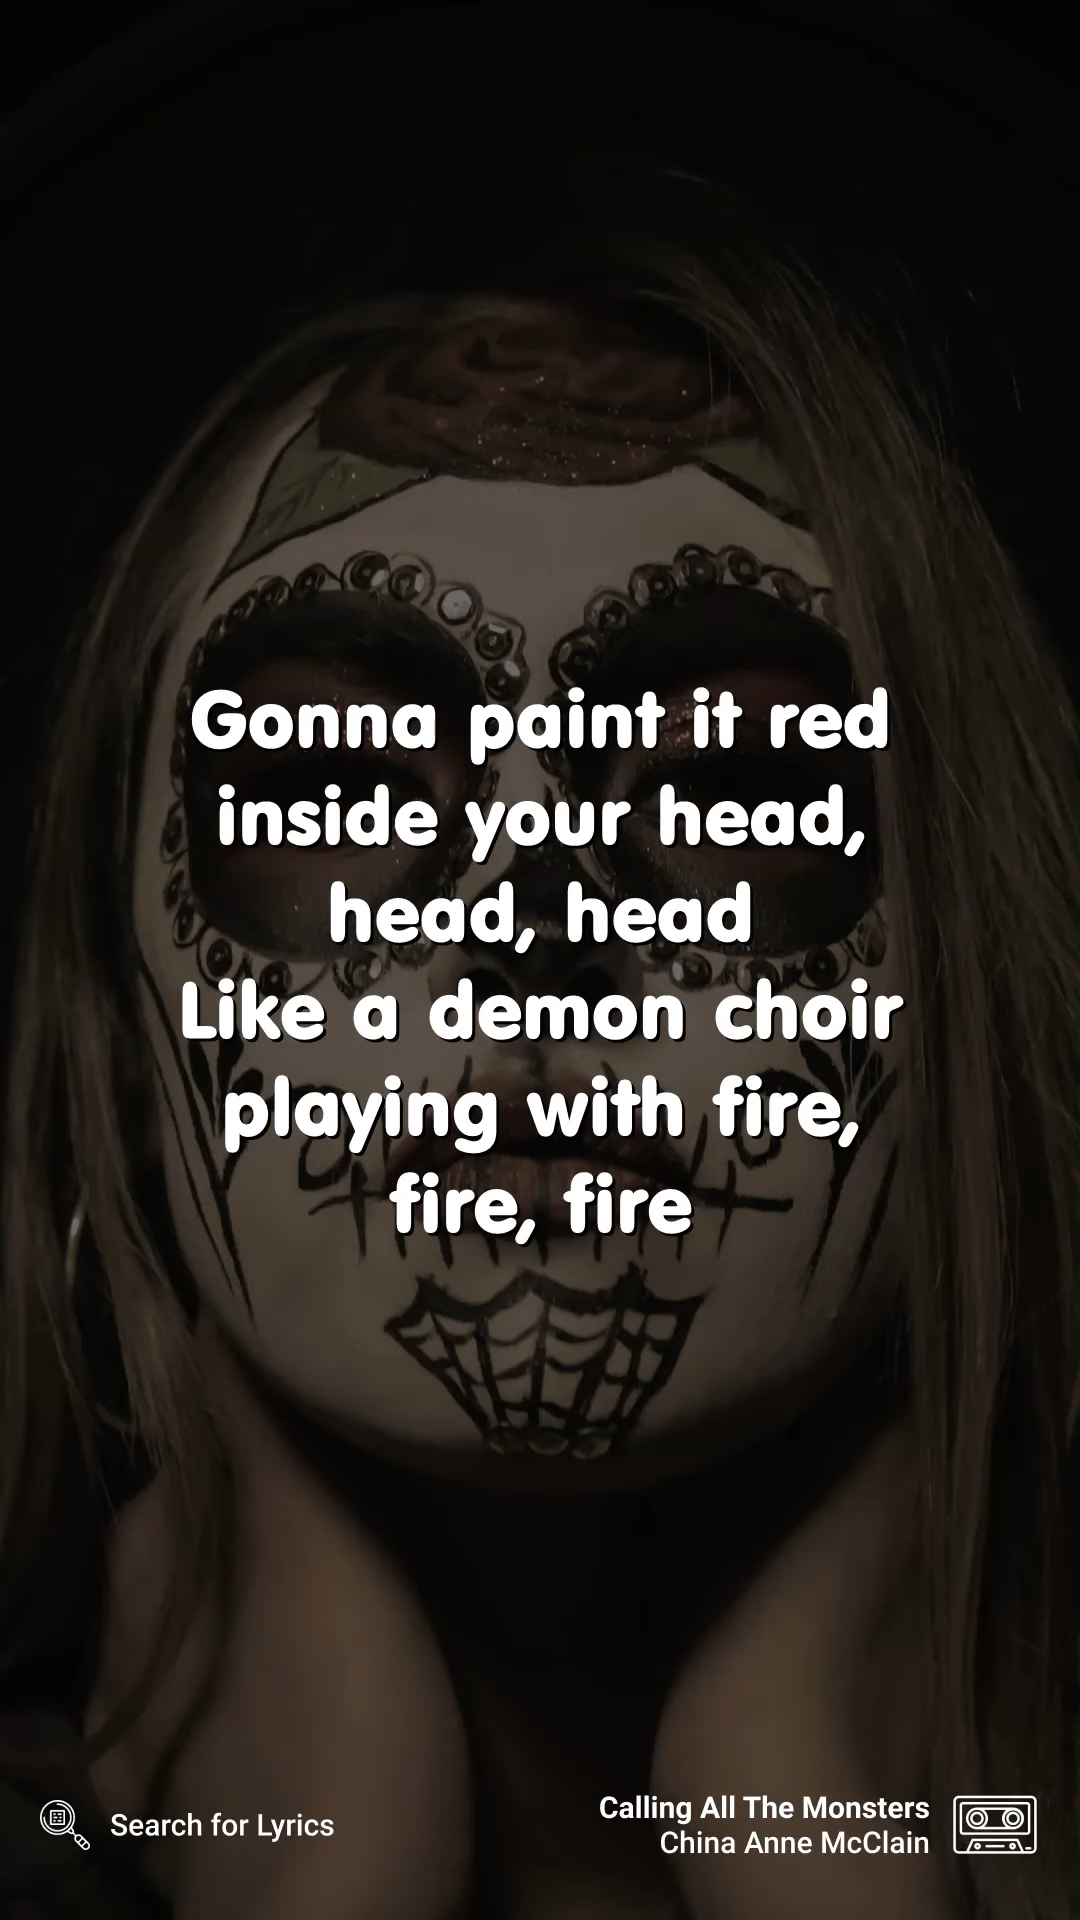 Gonna paint it red
inside your head,
head, head
Like a demon choir
playing with fire,
fire, fire
Search for Lyrics
Calling All The Monsters
China Anne McClain